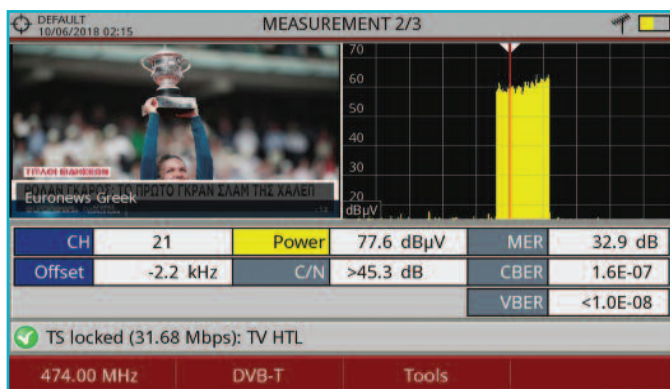 DEFAULT
10/06/2018 02:15
MEASUREMENT 2/3
ΤΙΤΛΟΙ ΕΙΔΗΣΕΩΝ
ΡΟΛΑΝ ΓΚΑΡΟΣ: ΤΟ ΠΡΩΤΟ ΓΚΡΑΝ ΣΛΑΜ ΤΗΣ ΧΑΛΕΠ
Euronews Greek
70
60
50
40
30
20
dBµV
CH 21 Power 77.6 dBµV MER 32.9 dB
Offset -2.2 kHz C/N >45.3 dB CBER 1.6E-07
VBER <1.0E-08
TS locked (31.68 Mbps): TV HTL
474.00 MHz DVB-T Tools